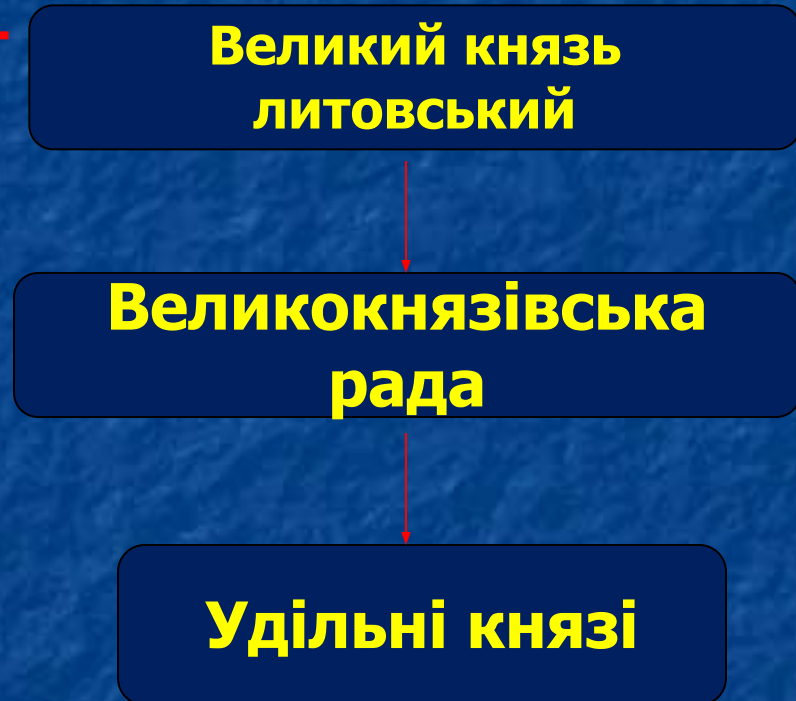 Великий князь
литовський
Великокнязівська
рада
Удільні князі